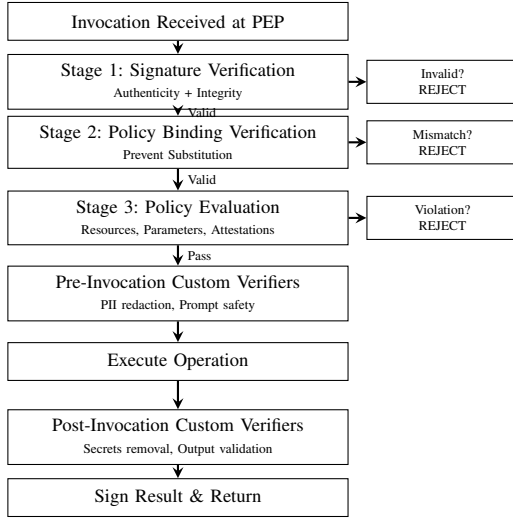 Invocation Received at PEP
Stage 1: Signature Verification
Authenticity + Integrity
Invalid?
REJECT
Valid
Stage 2: Policy Binding Verification
Prevent Substitution
Mismatch?
REJECT
Valid
Stage 3: Policy Evaluation
Resources, Parameters, Attestations
Violation?
REJECT
Pass
Pre-Invocation Custom Verifiers
PII redaction, Prompt safety
Execute Operation
Post-Invocation Custom Verifiers
Secrets removal, Output validation
Sign Result & Return